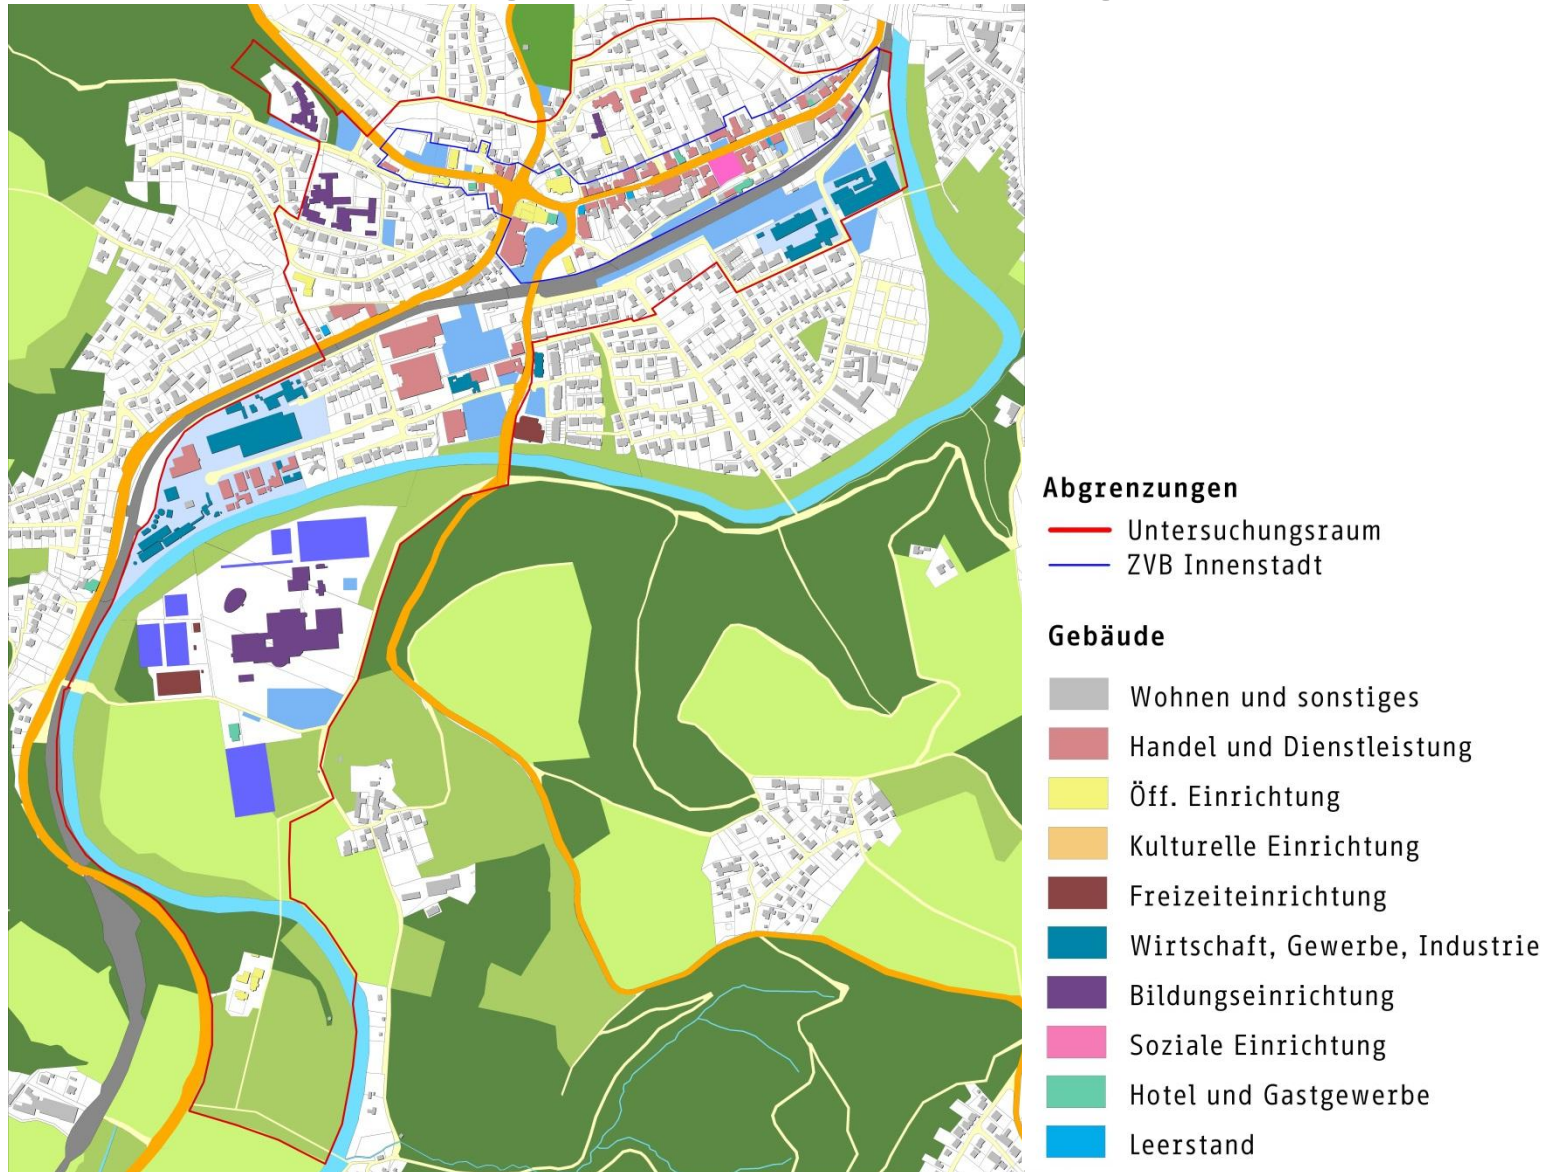 Abgrenzungen
Untersuchungsraum
ZVB Innenstadt
Gebäude
Wohnen und sonstiges
Handel und Dienstleistung
Öff. Einrichtung
Kulturelle Einrichtung
Freizeiteinrichtung
Wirtschaft, Gewerbe, Industrie
Bildungseinrichtung
Soziale Einrichtung
Hotel und Gastgewerbe
Leerstand